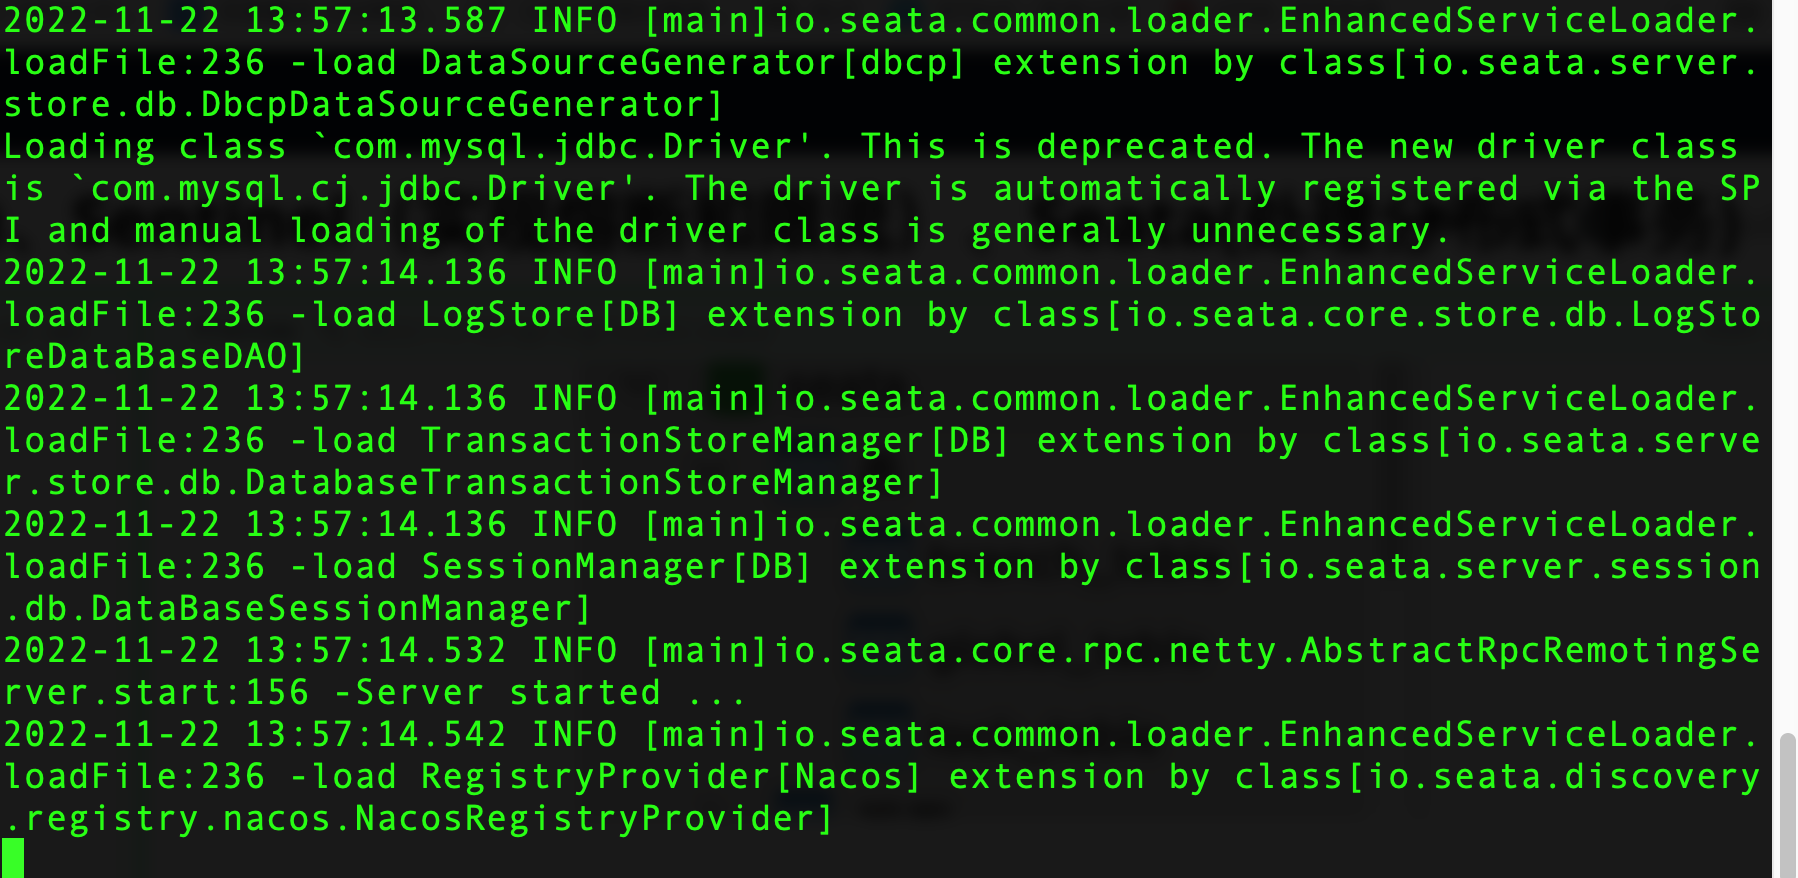 2022-11-22 13:57:13.587 INFO [main]io.seata.common.loader.EnhancedServiceLoader.
loadFile:236 -load DataSourceGenerator[dbcp] extension by class[io.seata.server.
store.db.DbcpDataSourceGenerator]
Loading class `com.mysql.jdbc.Driver'. This is deprecated. The new driver class
is `com.mysql.cj.jdbc.Driver'. The driver is automatically registered via the SP
I and manual loading of the driver class is generally unnecessary.
2022-11-22 13:57:14.136 INFO [main]io.seata.common.loader.EnhancedServiceLoader.
loadFile:236 -load LogStore[DB] extension by class[io.seata.core.store.db.LogSto
reDataBaseDAO]
2022-11-22 13:57:14.136 INFO [main]io.seata.common.loader.EnhancedServiceLoader.
loadFile:236 -load TransactionStoreManager[DB] extension by class[io.seata.serve
r.store.db.DatabaseTransactionStoreManager]
2022-11-22 13:57:14.136 INFO [main]io.seata.common.loader.EnhancedServiceLoader.
loadFile:236 -load SessionManager[DB] extension by class[io.seata.server.session
.db.DataBaseSessionManager]
2022-11-22 13:57:14.532 INFO [main]io.seata.core.rpc.netty.AbstractRpcRemotingSe
rver.start:156 -Server started ...
2022-11-22 13:57:14.542 INFO [main]io.seata.common.loader.EnhancedServiceLoader.
loadFile:236 -load RegistryProvider[Nacos] extension by class[io.seata.discovery
.registry.nacos.NacosRegistryProvider]